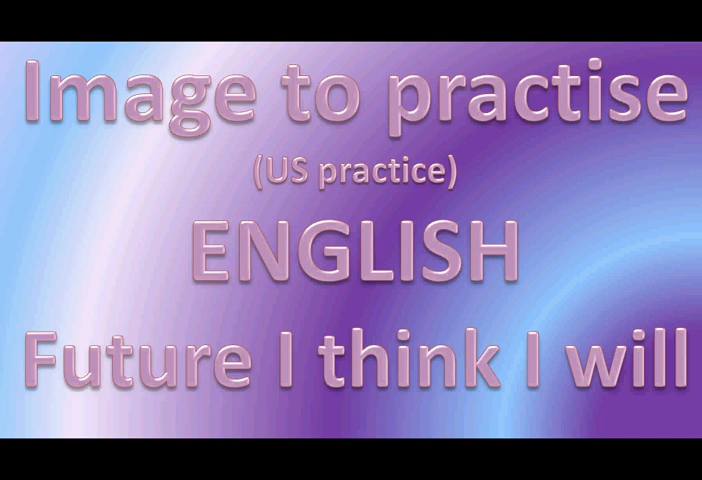 Image to practise
(US practice)
ENGLISH
Future I think I will